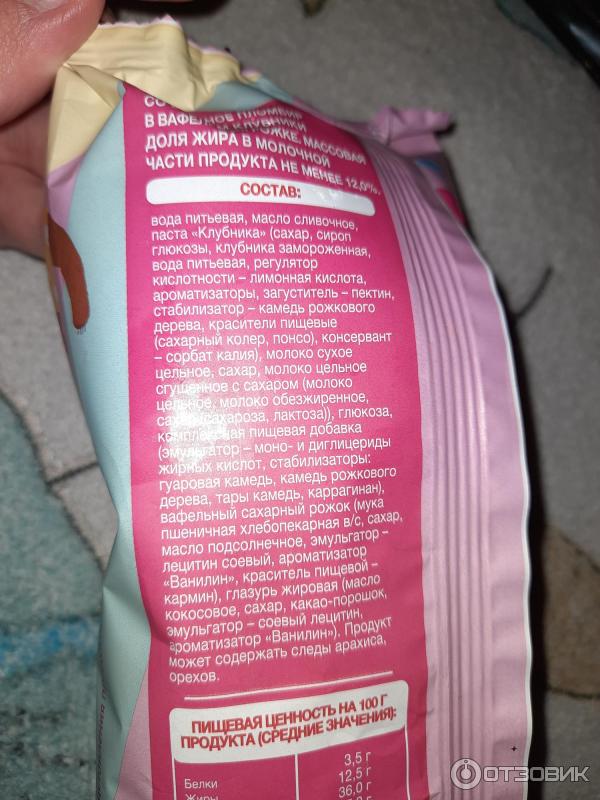 В ВАФЕЛЬНОМ
КЛУБНИКИ
РОЖКЕ. МАССОВАЯ
ДОЛЯ ЖИРА В МОЛОЧНОЙ
ЧАСТИ ПРОДУКТА НЕ МЕНЕЕ 12,0%.
СОСТАВ:
вода питьевая, масло сливочное,
паста «Клубника» (сахар, сироп
глюкозы, клубника замороженная,
вода питьевая, регулятор
кислотности – лимонная кислота,
ароматизаторы, загуститель – пектин,
стабилизатор – камедь рожкового
дерева, красители пищевые
(сахарный колер, понсо), консервант
– сорбат калия), молоко сухое
цельное, сахар, молоко цельное
сгущенное с сахаром (молоко
цельное, молоко обезжиренное,
сахар (сахароза, лактоза)), глюкоза,
комплексная пищевая добавка
(эмульгатор – моно- и диглицериды
жирных кислот, стабилизаторы:
гуаровая камедь, камедь рожкового
дерева, тары камедь, каррагинан),
вафельный сахарный рожок (мука
пшеничная хлебопекарная в/с, сахар,
масло подсолнечное, эмульгатор –
лецитин соевый, ароматизатор
«Ванилин», краситель пищевой –
кармин), глазурь жировая (масло
кокосовое, сахар, какао-порошок,
эмульгатор – соевый лецитин,
ароматизатор «Ванилин»). Продукт
может содержать следы арахиса,
орехов.
ПИЩЕВАЯ ЦЕННОСТЬ НА 100 Г
ПРОДУКТА (СРЕДНИЕ ЗНАЧЕНИЯ):
Белки 3,5 г
Жиры 12,5 г
36,0 г
ОТЗОВИК